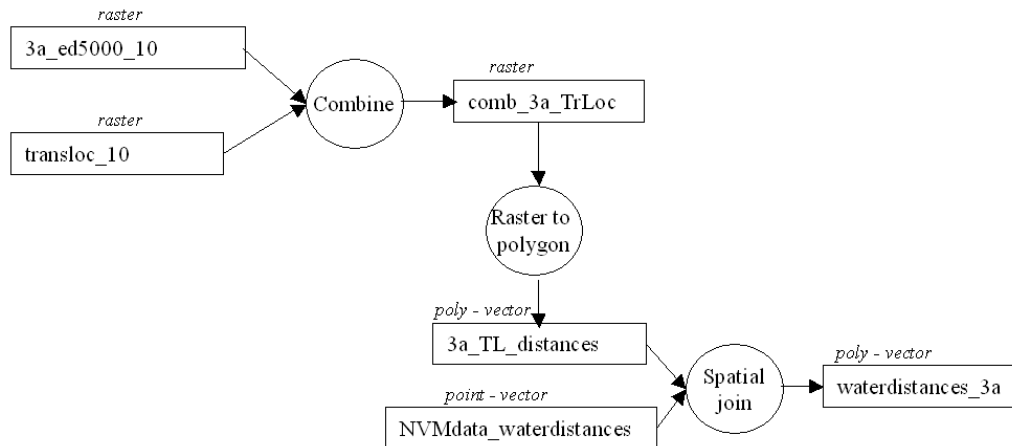 raster
3a_ed5000_10
raster
transloc_10
Combine
raster
comb_3a_TrLoc
Raster to
polygon
poly - vector
3a_TL_distances
point - vector
NVMdata_waterdistances
Spatial
join
poly - vector
waterdistances_3a